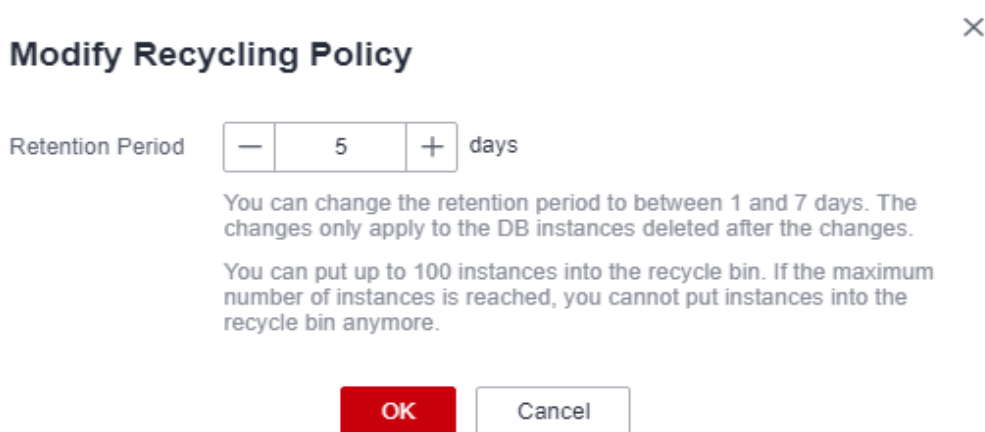 Modify Recycling Policy
Retention Period 5 days
You can change the retention period to between 1 and 7 days. The
changes only apply to the DB instances deleted after the changes.
You can put up to 100 instances into the recycle bin. If the maximum
number of instances is reached, you cannot put instances into the
recycle bin anymore.
OK Cancel